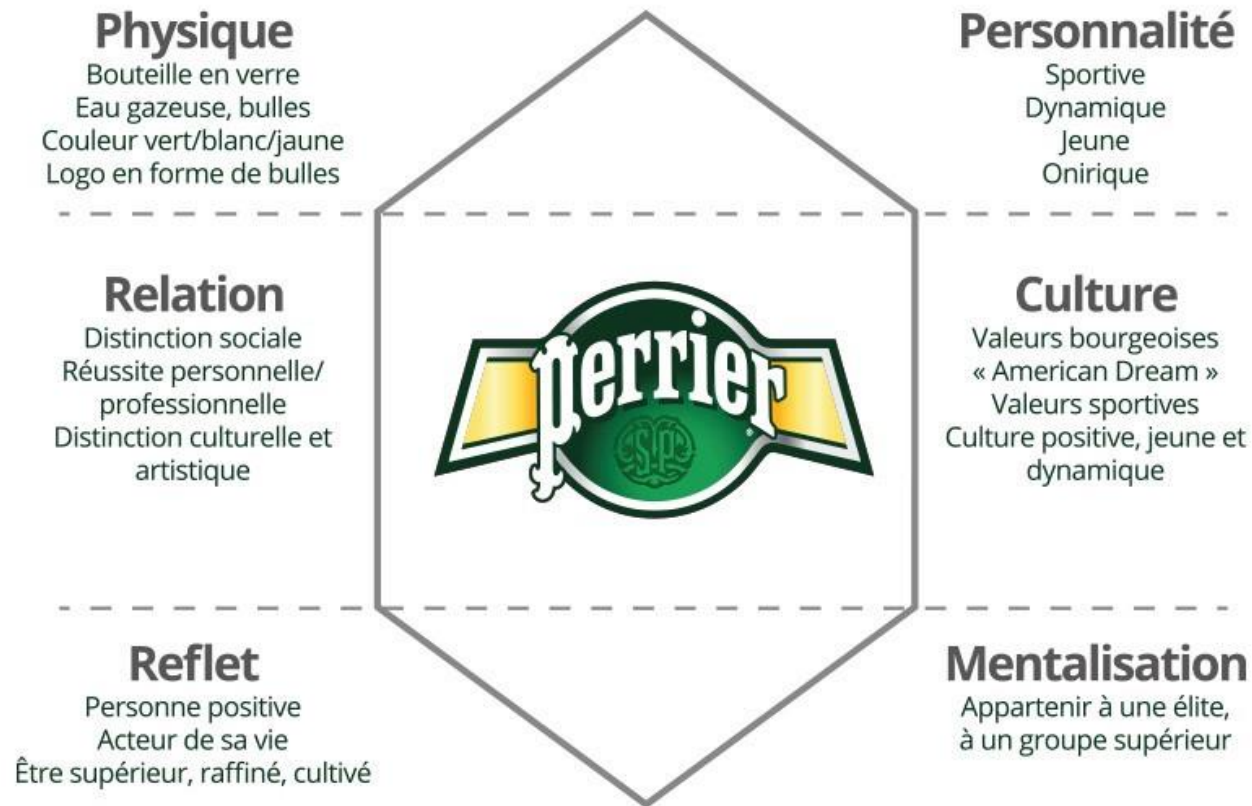 Physique
Bouteille en verre
Eau gazeuse, bulles
Couleur vert/blanc/jaune
Logo en forme de bulles
Personnalité
Sportive
Dynamique
Jeune
Onirique
Relation
Distinction sociale
Réussite personnelle/
professionnelle
Distinction culturelle et
artistique
perrier
SP
Culture
Valeurs bourgeoises
« American Dream »
Valeurs sportives
Culture positive, jeune et
dynamique
Reflet
Personne positive
Acteur de sa vie
Être supérieur, raffiné, cultivé
Mentalisation
Appartenir à une élite,
à un groupe supérieur